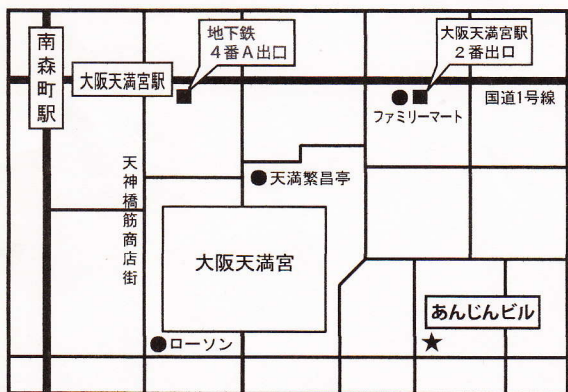 南森町駅
地下鉄
4番A出口
大阪天満宮駅
大阪天満宮駅
2番出口
ファミリーマート
国道1号線
天神橋筋商店街
天満繁昌亭
大阪天満宮
あんじんビル
ローソン